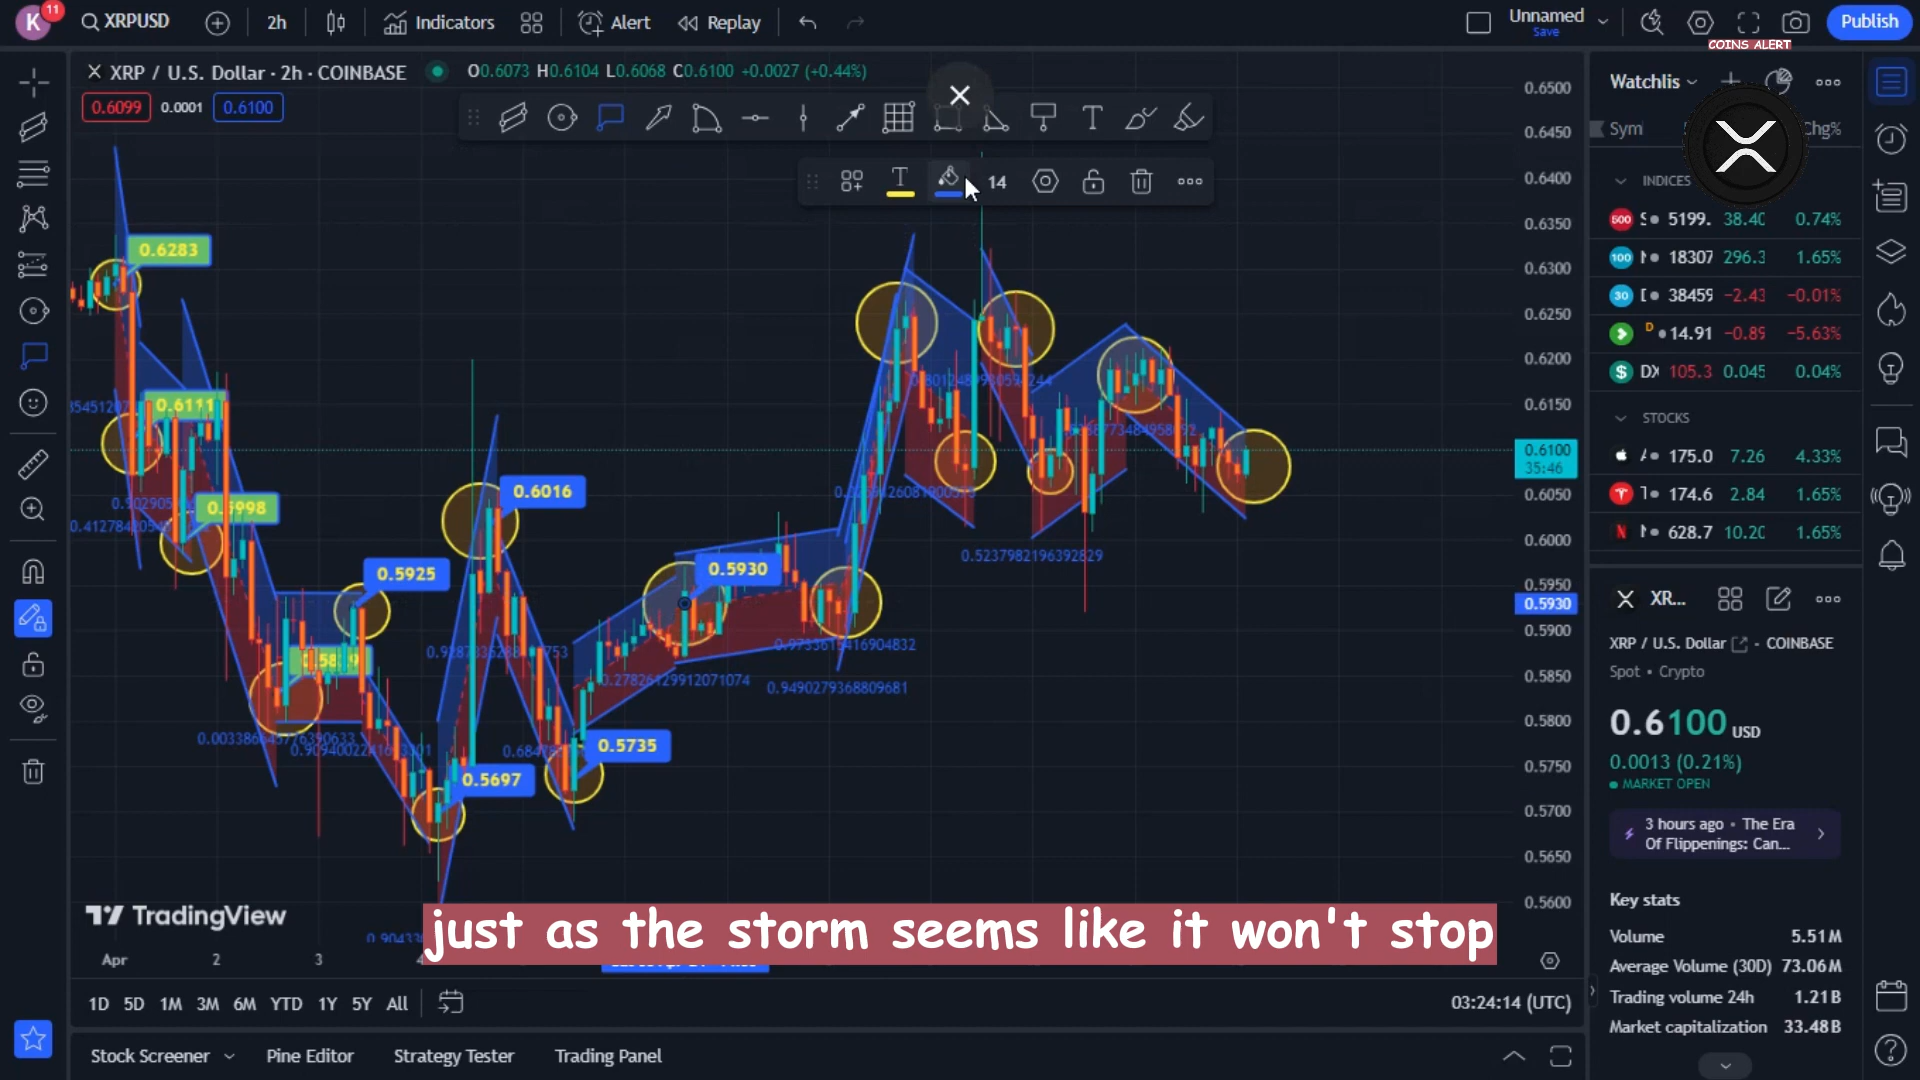 K
11
XRPUSD
2h
Indicators
Alert
Replay
Unnamed
Save
Publish
COINS ALERT
XRP / U.S. Dollar · 2h · COINBASE
O0.6073 H0.6104 L0.6068 C0.6100 +0.0027 (+0.44%)
0.6099 0.0001 0.6100
14
0.6283
0.6111
0.5998
0.5925
0.6016
0.5930
0.5697
0.5735
0.5237982196392829
0.27826129912071074
0.9490279368809681
0.6500
0.6450
0.6400
0.6350
0.6300
0.6250
0.6200
0.6150
0.6100
35:46
0.6050
0.6000
0.5950
0.5930
0.5900
0.5850
0.5800
0.5750
0.5700
0.5650
0.5600
TradingView
just as the storm seems like it won't stop
Apr 2 3
1D 5D 1M 3M 6M YTD 1Y 5Y All
03:24:14 (UTC)
Stock Screener Pine Editor Strategy Tester Trading Panel
Watchlis
Chg%
INDICES
500 5199. 38.40 0.74%
100 18307 296.3 1.65%
30 38459 −2.43 −0.01%
D 14.91 −0.89 −5.63%
DX 105.3 0.045 0.04%
STOCKS
175.0 7.26 4.33%
174.6 2.84 1.65%
628.7 10.20 1.65%
XR...
XRP / U.S. Dollar · COINBASE
Spot · Crypto
0.6100 USD
0.0013 (0.21%)
MARKET OPEN
3 hours ago · The Era
Of Flippenings: Can...
Key stats
Volume 5.51M
Average Volume (30D) 73.06M
Trading volume 24h 1.21B
Market capitalization 33.48B